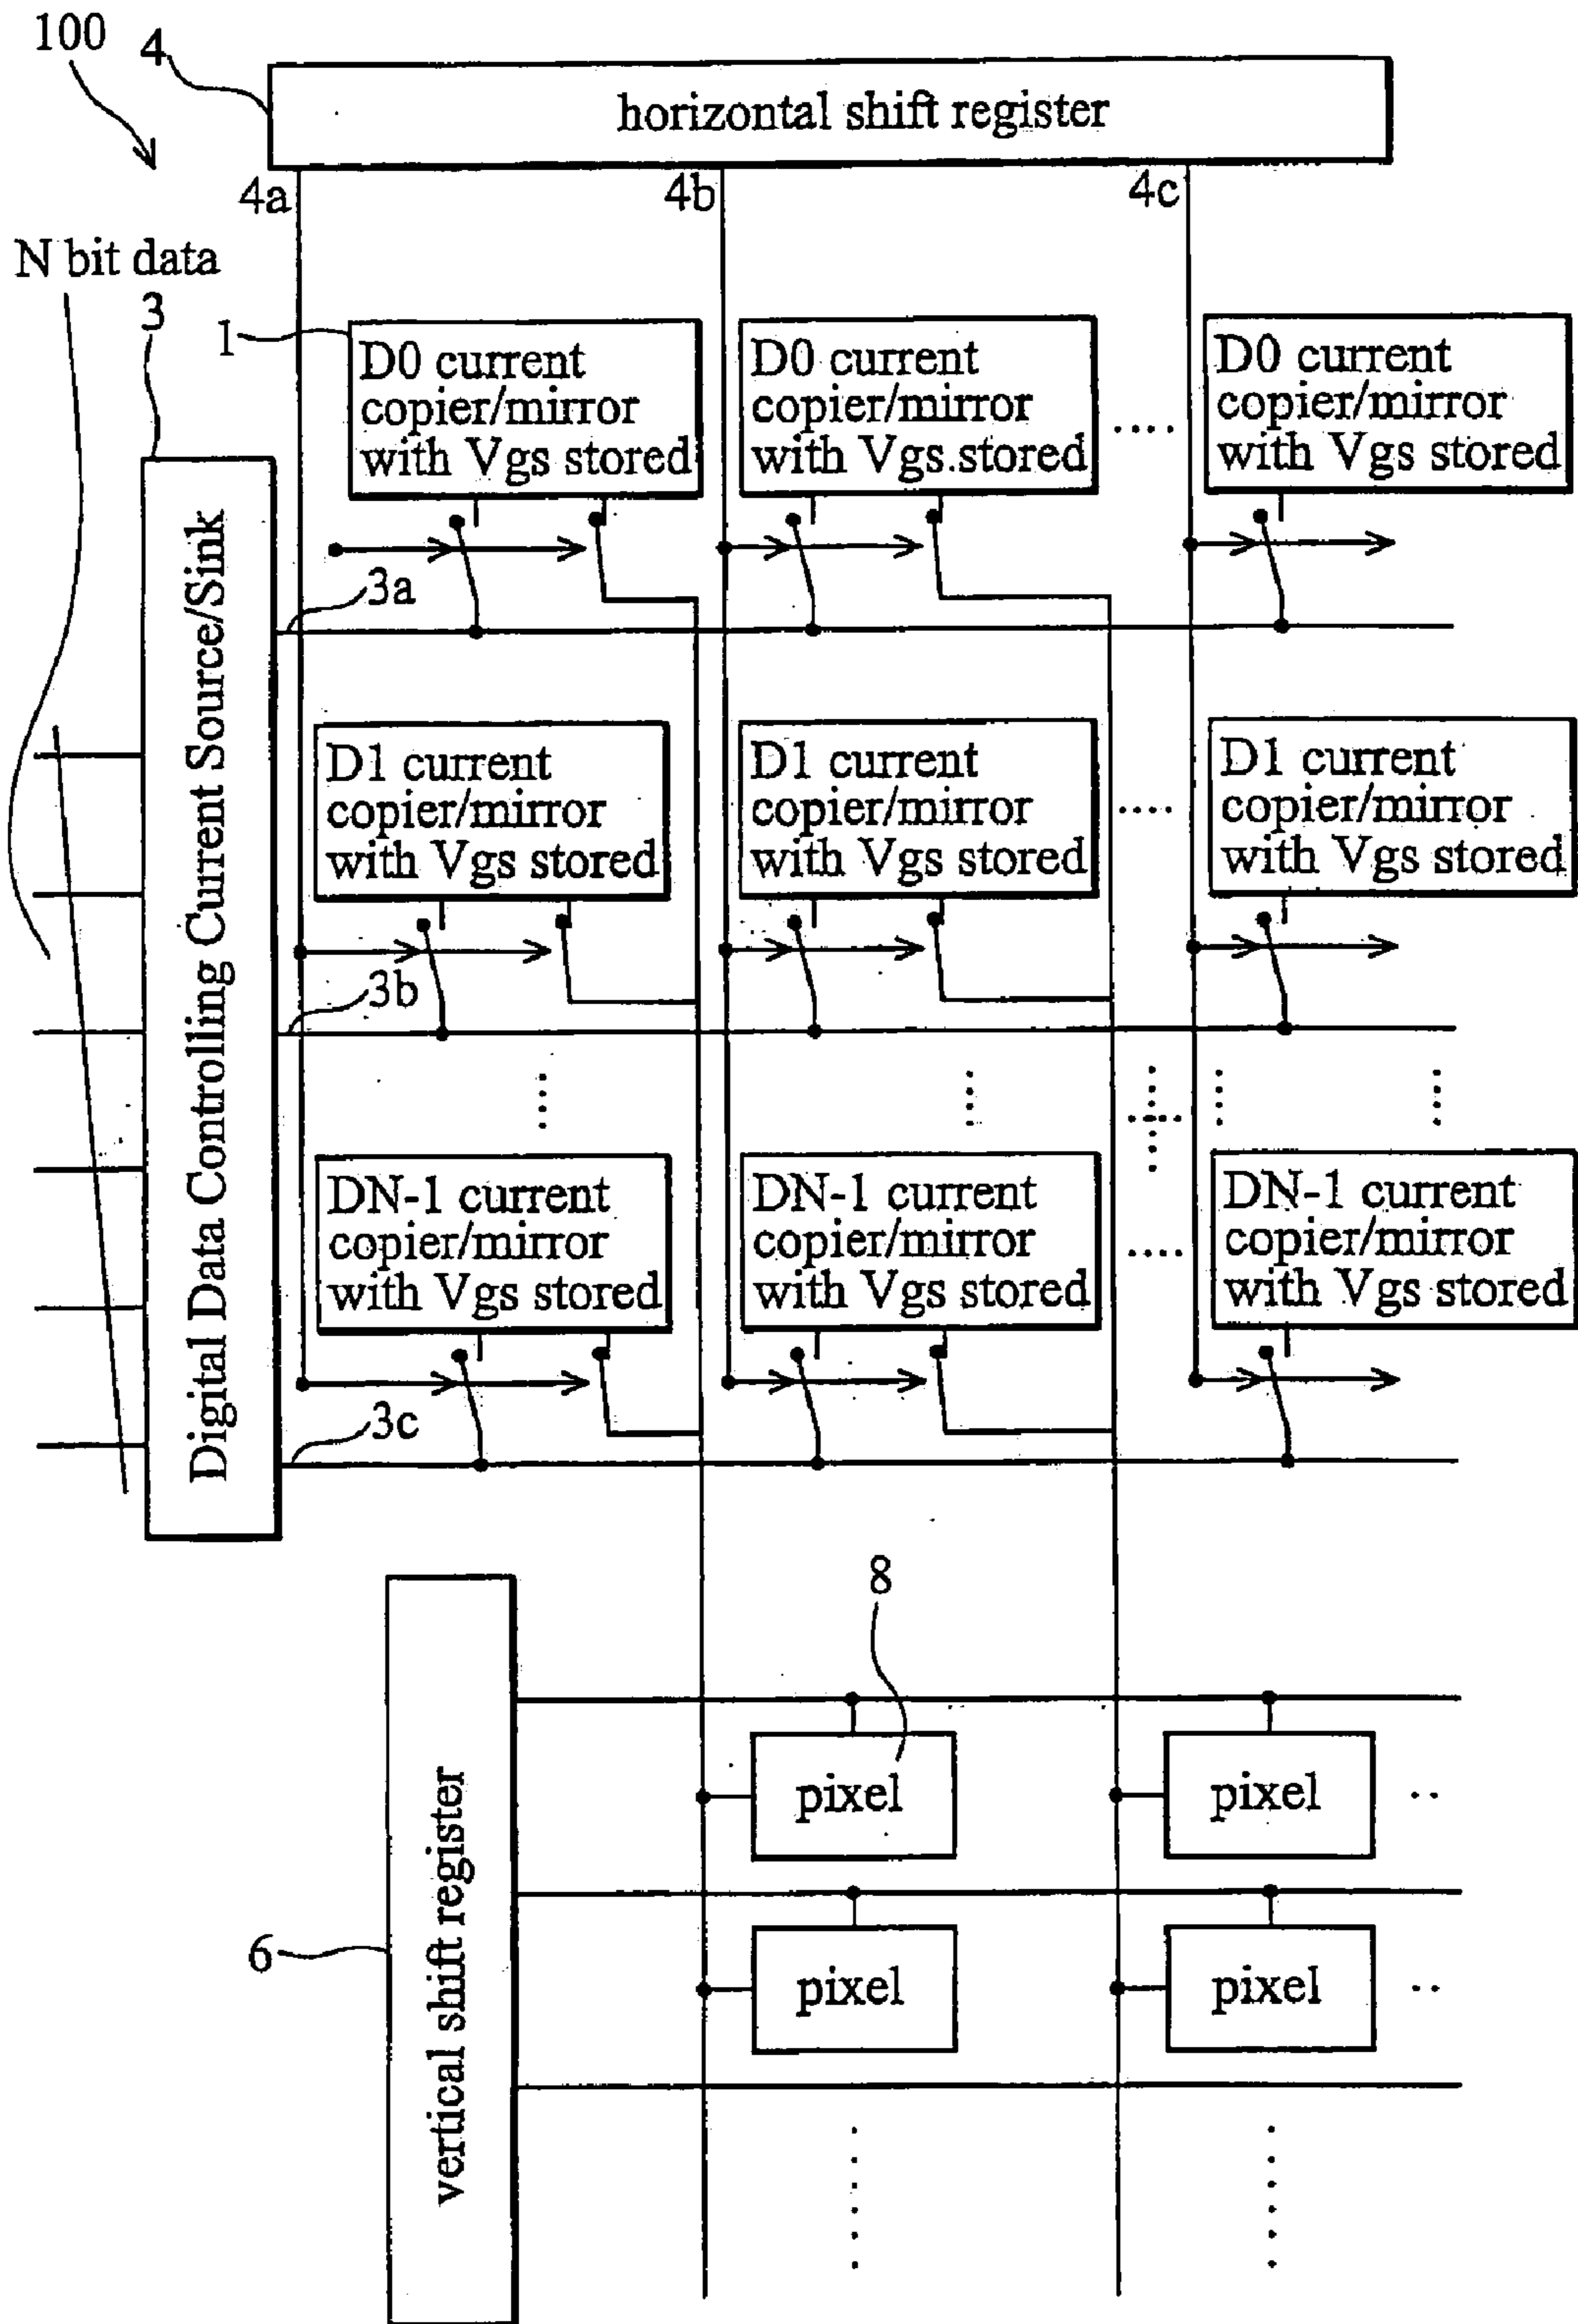 100
4
horizontal shift register
4a
4b
4c
N bit data
3
1
D0 current
copier/mirror
with Vgs stored
D0 current
copier/mirror
with Vgs.stored
....
D0 current
copier/mirror
with Vgs stored
3a
Digital Data Controlling Current Source/Sink
D1 current
copier/mirror
with Vgs stored
D1 current
copier/mirror
with Vgs stored
....
D1 current
copier/mirror
with Vgs stored
3b
DN-1 current
copier/mirror
with Vgs stored
DN-1 current
copier/mirror
with Vgs stored
....
DN-1 current
copier/mirror
with Vgs stored
3c
8
vertical shift register
pixel
pixel
..
6
pixel
pixel
..